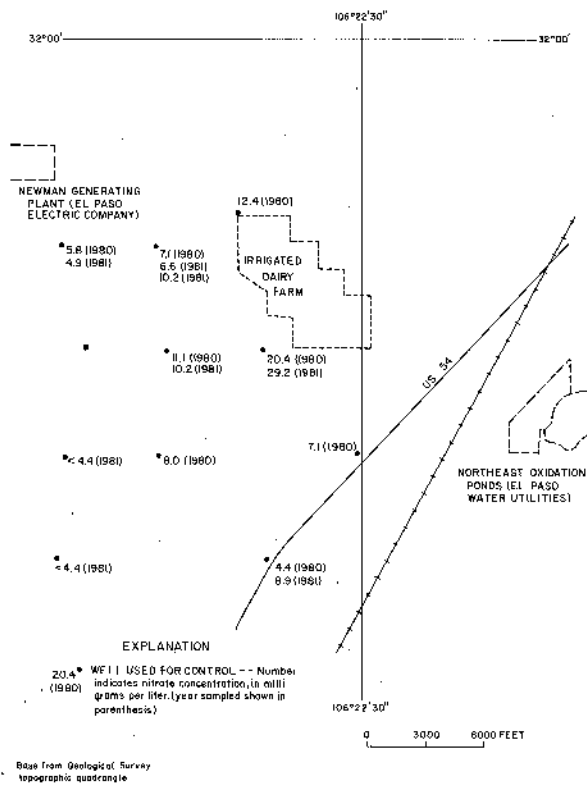 106°22'30"
32°00'
32°00'
NEWMAN GENERATING
PLANT (EL PASO
ELECTRIC COMPANY)
12.4 (1980)
5.8 (1980)
4.9 (1981)
7.1 (1980)
6.6 (1981)
10.2 (1981)
IRRIGATED
DAIRY
FARM
11.1 (1980)
10.2 (1981)
20.4 (1980)
29.2 (1981)
US 54
<4.4 (1981)
8.0 (1980)
7.1 (1980)
NORTHEAST OXIDATION
PONDS (EL PASO
WATER UTILITIES)
<4.4 (1981)
4.4 (1980)
8.9 (1981)
EXPLANATION
20.4
(1980)
WELL USED FOR CONTROL -- Number
indicates nitrate concentration, in milli
grams per liter. (year sampled shown in
parenthesis)
106°22'30"
0 3000 6000 FEET
Base from Geological Survey
topographic quadrangle